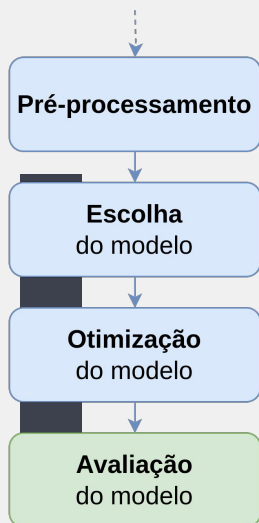 Pré-processamento
Escolha
do modelo
Otimização
do modelo
Avaliação
do modelo